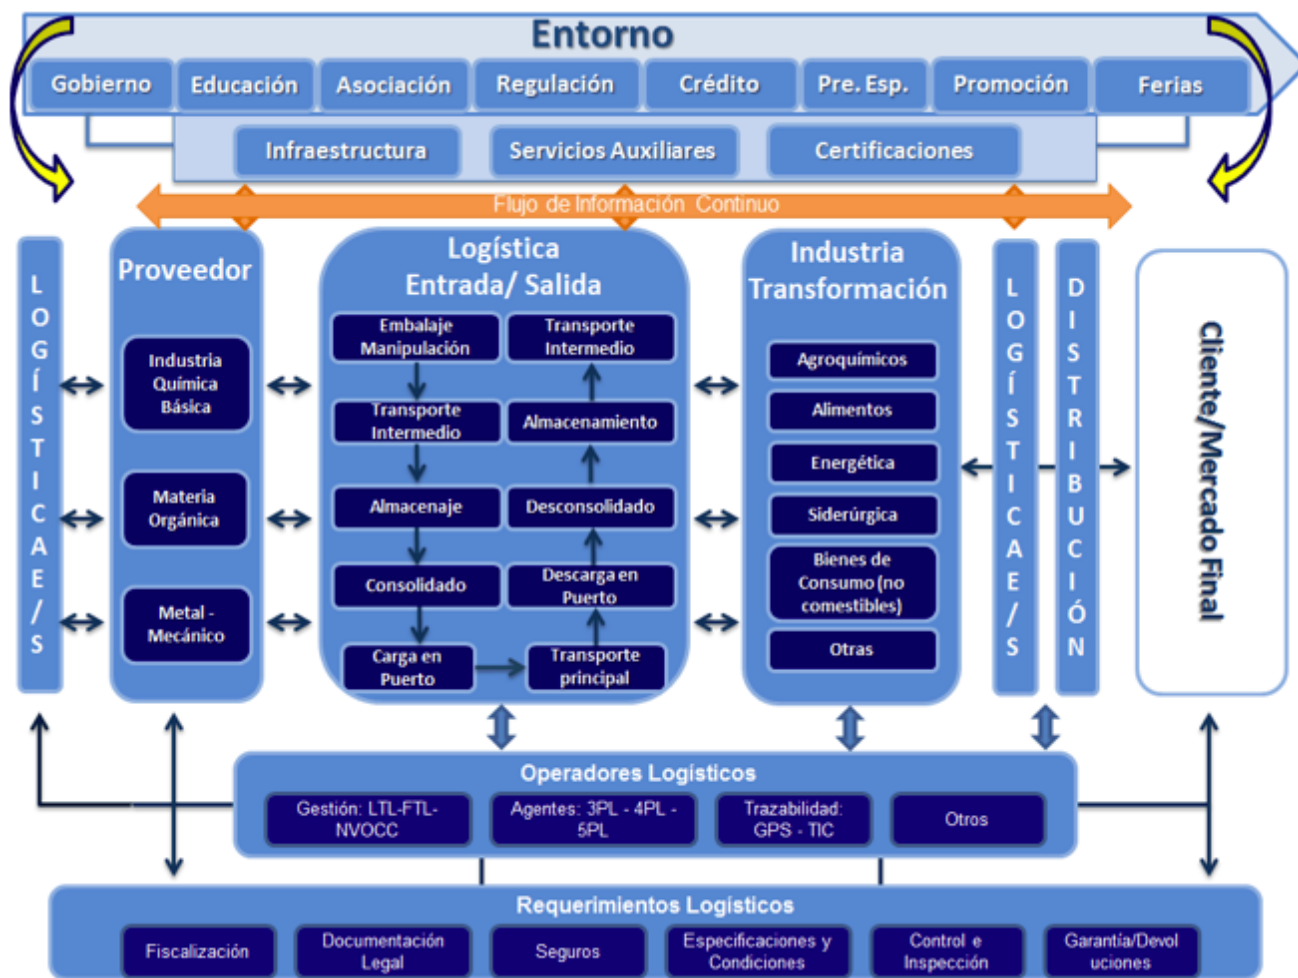 Entorno
Gobierno
Educación
Asociación
Regulación
Crédito
Pre. Esp.
Promoción
Ferias
Infraestructura
Servicios Auxiliares
Certificaciones
Flujo de Información Continuo
LOGÍSTICA E/S
Proveedor
Industria
Química
Básica
Materia
Orgánica
Metal -
Mecánico
Logística
Entrada/ Salida
Embalaje
Manipulación
Transporte
Intermedio
Almacenaje
Consolidado
Carga en
Puerto
Transporte
principal
Descarga en
Puerto
Desconsolidado
Almacenamiento
Transporte
Intermedio
Industria
Transformación
Agroquímicos
Alimentos
Energética
Siderúrgica
Bienes de
Consumo (no
comestibles)
Otras
LOGÍSTICA E/S
DISTRIBUCIÓN
Cliente/Mercado Final
Operadores Logísticos
Gestión: LTL-FTL-
NVOCC
Agentes: 3PL - 4PL -
5PL
Trazabilidad:
GPS - TIC
Otros
Requerimientos Logísticos
Fiscalización
Documentación
Legal
Seguros
Especificaciones y
Condiciones
Control e
Inspección
Garantía/Devol
uciones